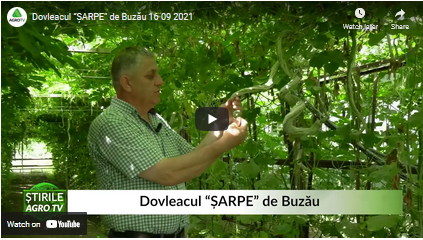 AGRO TV
Dovleacul “ȘARPE” de Buzău 16 09 2021
Watch later
Share
ȘTIRILE
AGRO.TV
Dovleacul “ȘARPE” de Buzău
Watch on YouTube